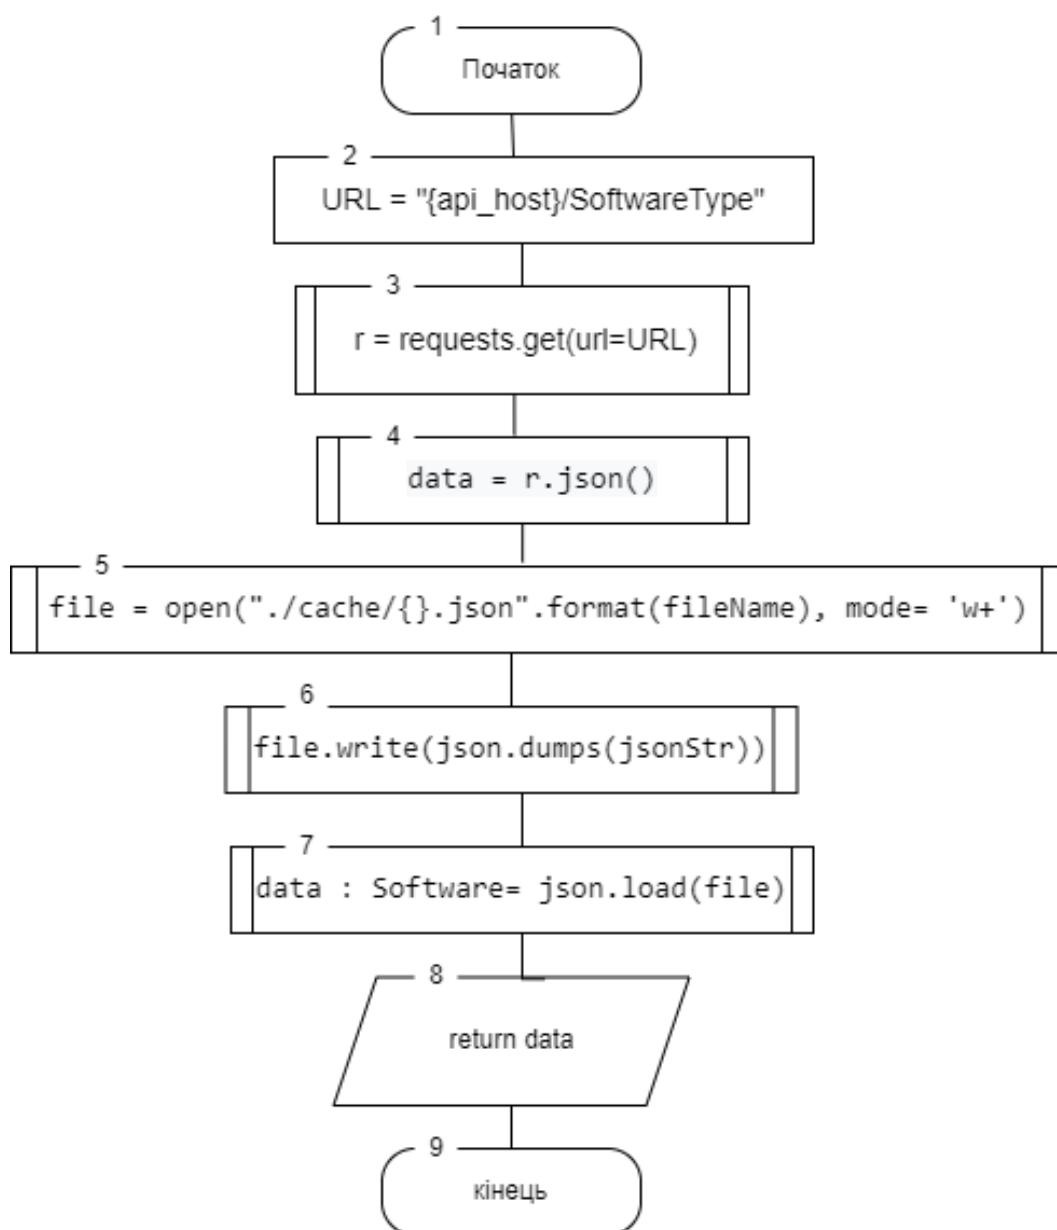 1
Початок
2
URL = "{api_host}/SoftwareType"
3
r = requests.get(url=URL)
4
data = r.json()
5
file = open("./cache/{}.json".format(fileName), mode= 'w+')
6
file.write(json.dumps(jsonStr))
7
data : Software= json.load(file)
8
return data
9
кінець